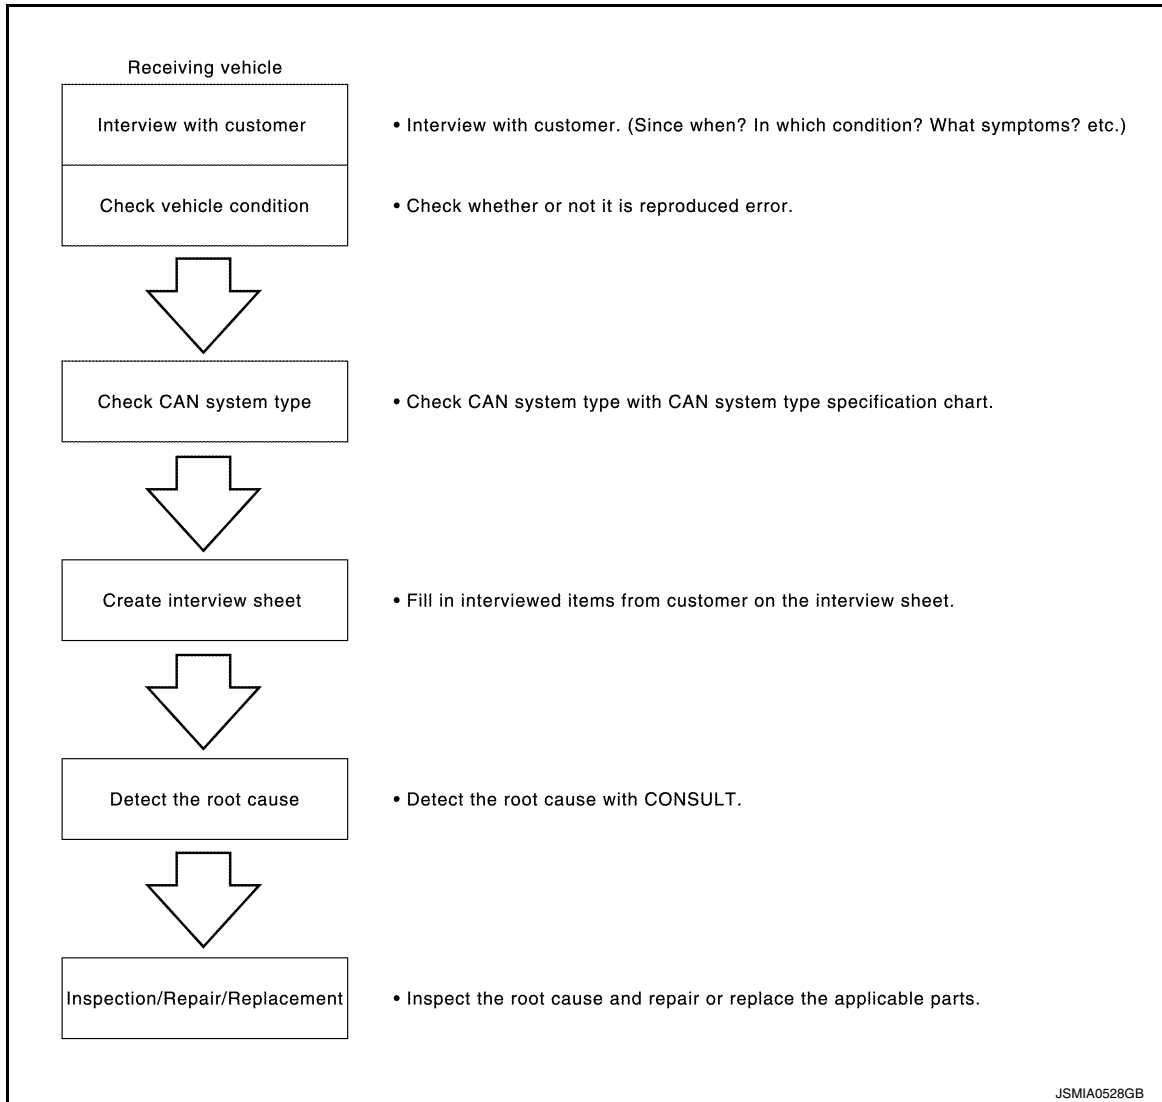 Receiving vehicle
Interview with customer
• Interview with customer. (Since when? In which condition? What symptoms? etc.)
Check vehicle condition
• Check whether or not it is reproduced error.
Check CAN system type
• Check CAN system type with CAN system type specification chart.
Create interview sheet
• Fill in interviewed items from customer on the interview sheet.
Detect the root cause
• Detect the root cause with CONSULT.
Inspection/Repair/Replacement
• Inspect the root cause and repair or replace the applicable parts.
JSMIA0528GB